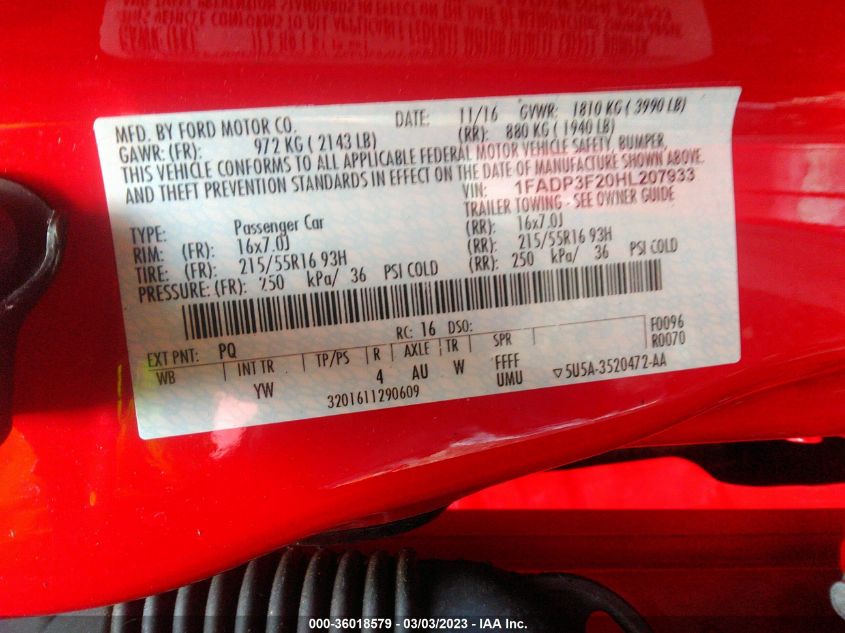 MFD. BY FORD MOTOR CO. DATE: 11/16 GVWR: 1810 KG ( 3990 LB)
GAWR: (FR): 972 KG ( 2143 LB) (RR): 880 KG ( 1940 LB)
THIS VEHICLE CONFORMS TO ALL APPLICABLE FEDERAL MOTOR VEHICLE SAFETY, BUMPER,
AND THEFT PREVENTION STANDARDS IN EFFECT ON THE DATE OF MANUFACTURE SHOWN ABOVE.
VIN: 1FADP3F20HL207933
TRAILER TOWING - SEE OWNER GUIDE
TYPE: Passenger Car
RIM: (FR): 16x7.0J (RR): 16x7.0J
TIRE: (FR): 215/55R16 93H (RR): 215/55R16 93H
PRESSURE: (FR): 250 kPa/ 36 PSI COLD (RR): 250 kPa/ 36 PSI COLD
EXT PNT: PQ RC: 16 DSO: F0096
WB INT TR TP/PS R AXLE TR SPR R0070
YW 4 AU W FFFF
UMU ▽5U5A-3520472-AA
3201611290609
000-36018579 — 03/03/2023 — IAA Inc.